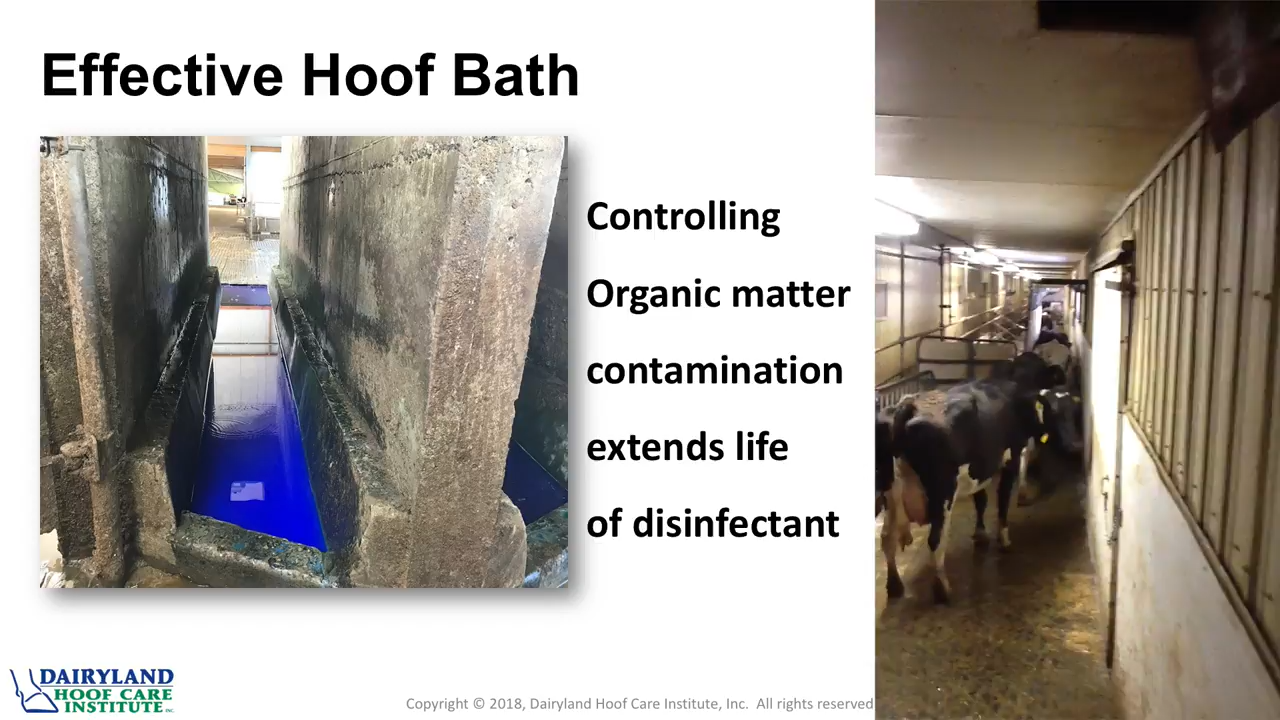 Effective Hoof Bath
Controlling
Organic matter
contamination
extends life
of disinfectant
DAIRYLAND
HOOF CARE
INSTITUTE INC.
Copyright © 2018, Dairyland Hoof Care Institute, Inc. All rights reserved